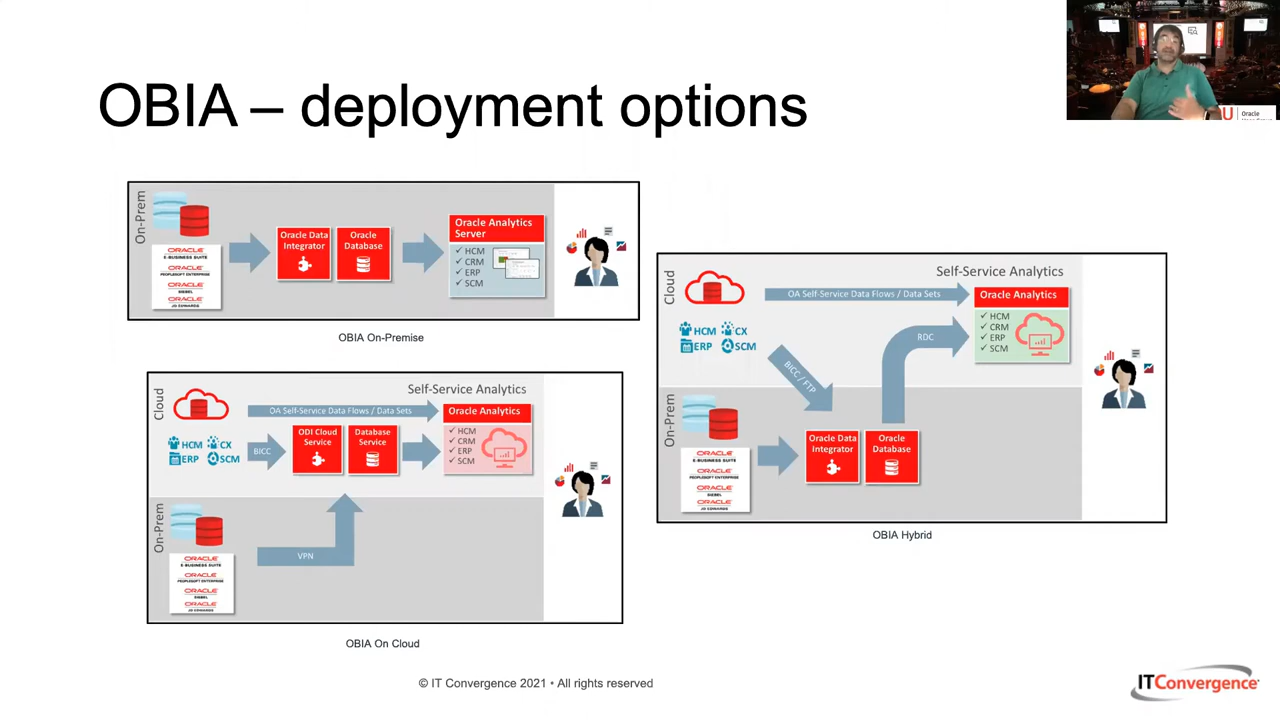 OBIA – deployment options
U
Oracle
On-Prem
ORACLE
E-BUSINESS SUITE
ORACLE
PEOPLESOFT ENTERPRISE
ORACLE
SIEBEL
ORACLE
JD EDWARDS
Oracle Data
Integrator
Oracle
Database
Oracle Analytics
Server
✓ HCM
✓ CRM
✓ ERP
✓ SCM
OBIA On-Premise
Cloud
Self-Service Analytics
OA Self-Service Data Flows / Data Sets
HCM
CX
ERP
SCM
BICC
ODI Cloud
Service
Database
Service
Oracle Analytics
✓ HCM
✓ CRM
✓ ERP
✓ SCM
On-Prem
ORACLE
E-BUSINESS SUITE
ORACLE
PEOPLESOFT ENTERPRISE
ORACLE
SIEBEL
ORACLE
JD EDWARDS
VPN
OBIA On Cloud
Cloud
Self-Service Analytics
OA Self-Service Data Flows / Data Sets
HCM
CX
ERP
SCM
BICC / FTP
RDC
Oracle Analytics
✓ HCM
✓ CRM
✓ ERP
✓ SCM
On-Prem
ORACLE
E-BUSINESS SUITE
ORACLE
PEOPLESOFT ENTERPRISE
ORACLE
SIEBEL
ORACLE
JD EDWARDS
Oracle Data
Integrator
Oracle
Database
OBIA Hybrid
© IT Convergence 2021 • All rights reserved
ITConvergence